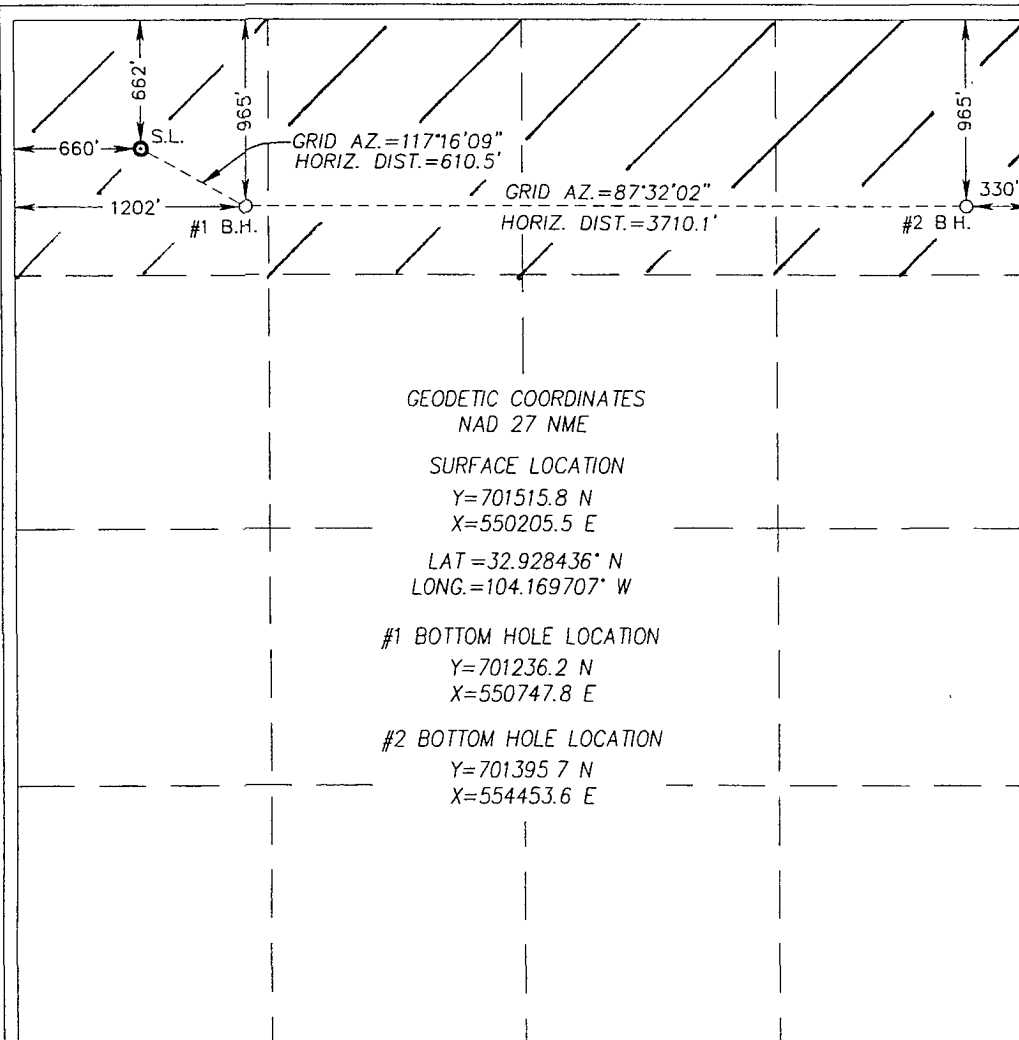 662'
965'
965'
660'
S.L.
GRID AZ.=117°16'09"
HORIZ. DIST.=610.5'
330'
1202'
GRID AZ.=87°32'02"
HORIZ. DIST.=3710.1'
#1 B.H.
#2 B H.
GEODETIC COORDINATES
NAD 27 NME
SURFACE LOCATION
Y=701515.8 N
X=550205.5 E
LAT=32.928436° N
LONG.=104.169707° W
#1 BOTTOM HOLE LOCATION
Y=701236.2 N
X=550747.8 E
#2 BOTTOM HOLE LOCATION
Y=701395 7 N
X=554453.6 E